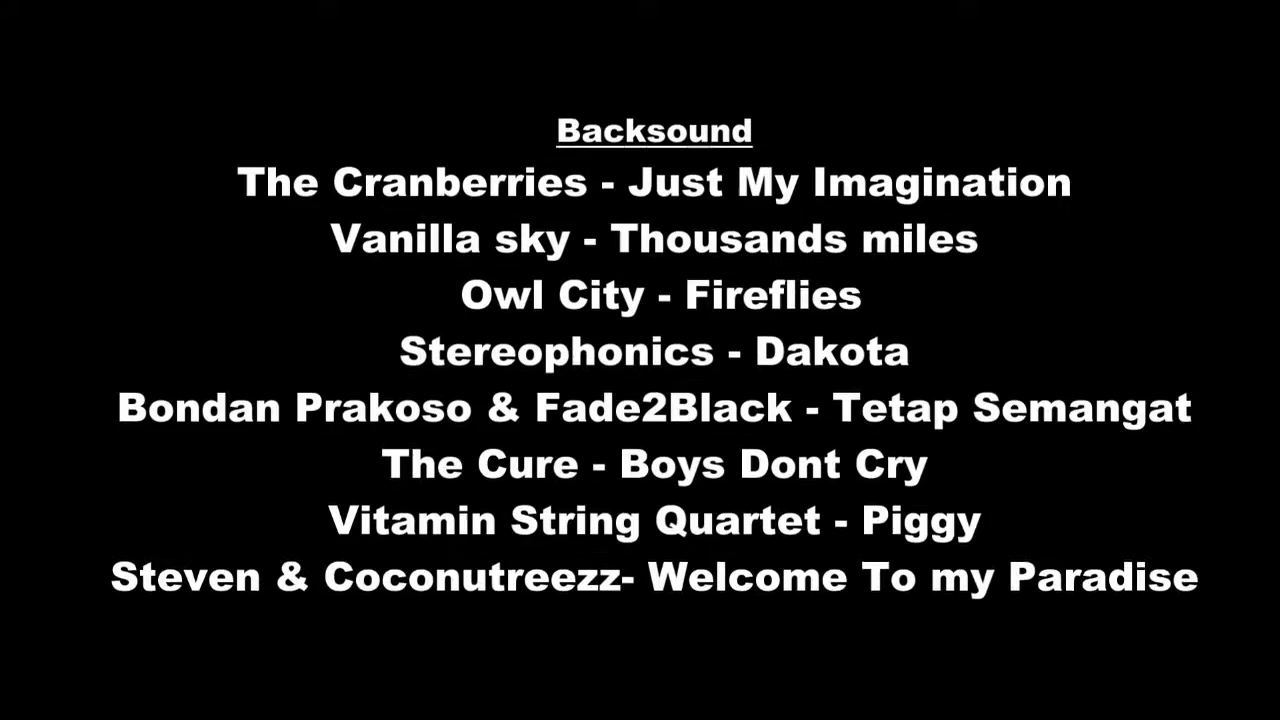 Backsound
The Cranberries - Just My Imagination
Vanilla sky - Thousands miles
Owl City - Fireflies
Stereophonics - Dakota
Bondan Prakoso & Fade2Black - Tetap Semangat
The Cure - Boys Dont Cry
Vitamin String Quartet - Piggy
Steven & Coconutreezz- Welcome To my Paradise